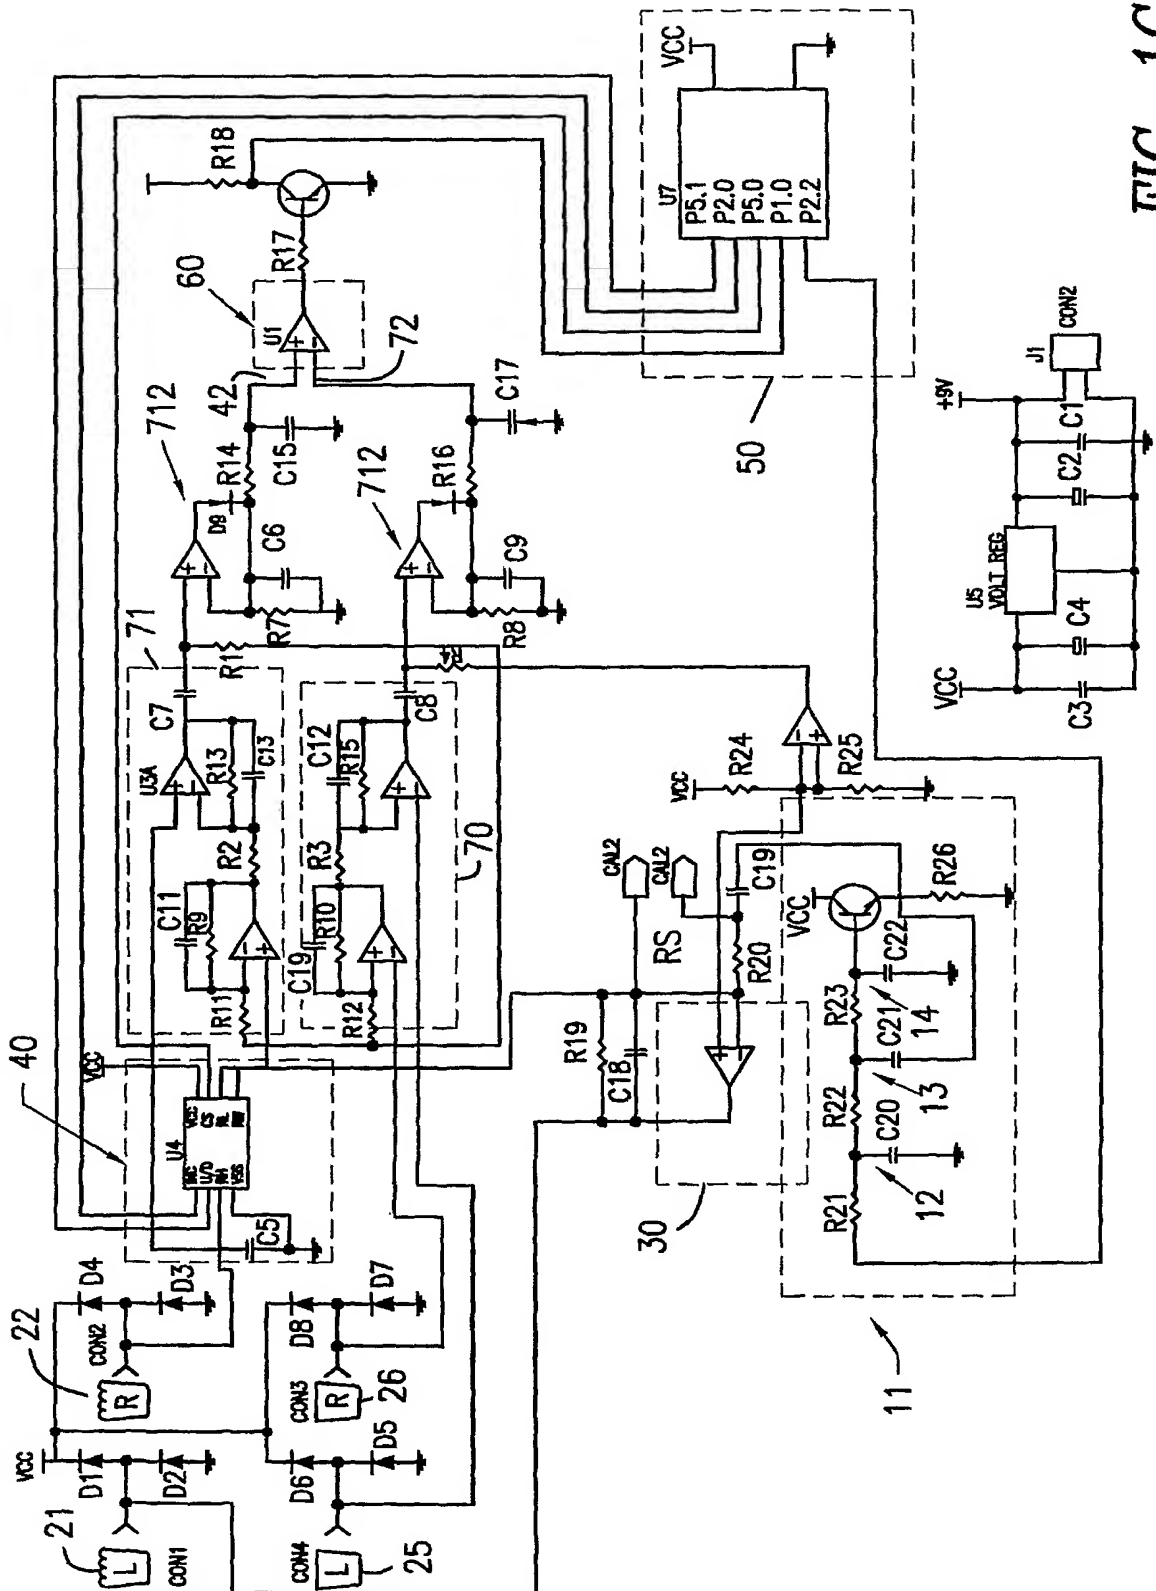 VCC
R18
R17
60
U1
42
72
712
D9
R14
C15
C17
R16
712
C6
C9
R7
R8
71
R1
R4
C7
C8
U3A
R13
C13
C12
R15
R2
R3
70
C11
R9
C19
R10
R11
R12
40
VCC
U4
VCC
CS
U/D
RH
VSS
C5
22
CON2
R
D4
D3
D8
D7
CON3
R
26
VCC
21
CON1
L
D1
D2
D6
D5
CON4
L
25
U7
P5.1
P2.0
P5.0
P1.0
P2.2
50
VCC
R24
R25
CAL2
CAL2
RS
C19
R20
R19
C18
30
VCC
R26
C22
R23
14
C21
13
R22
C20
12
R21
11
+9V
J1
CON2
C1
C2
U5
VOLT REG
C4
C3
VCC